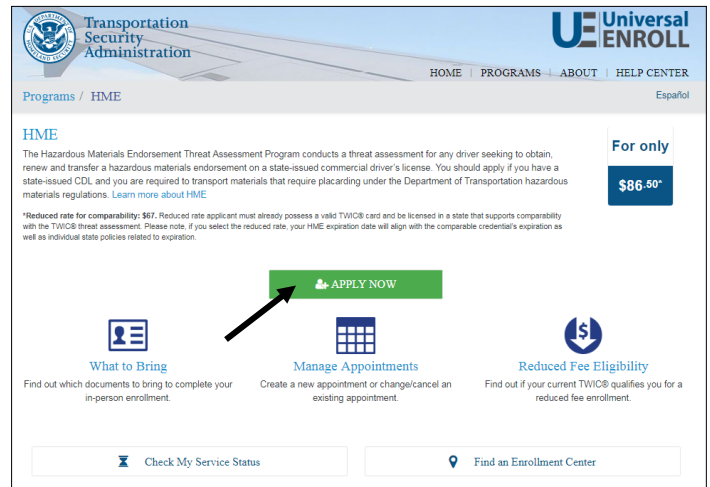 Transportation
Security
Administration
Universal
UE ENROLL
HOME | PROGRAMS | ABOUT | HELP CENTER
Programs / HME
Español
HME
The Hazardous Materials Endorsement Threat Assessment Program conducts a threat assessment for any driver seeking to obtain,
renew and transfer a hazardous materials endorsement on a state-issued commercial driver's license. You should apply if you have a
state-issued CDL and you are required to transport materials that require placarding under the Department of Transportation hazardous
materials regulations. Learn more about HME
For only
$86.50*
*Reduced rate for comparability: $67. Reduced rate applicant must already possess a valid TWIC® card and be licensed in a state that supports comparability
with the TWIC® threat assessment. Please note, if you select the reduced rate, your HME expiration date will align with the comparable credential's expiration as
well as individual state policies related to expiration.
APPLY NOW
What to Bring
Find out which documents to bring to complete your
in-person enrollment.
Manage Appointments
Create a new appointment or change/cancel an
existing appointment.
Reduced Fee Eligibility
Find out if your current TWIC® qualifies you for a
reduced fee enrollment.
Check My Service Status
Find an Enrollment Center